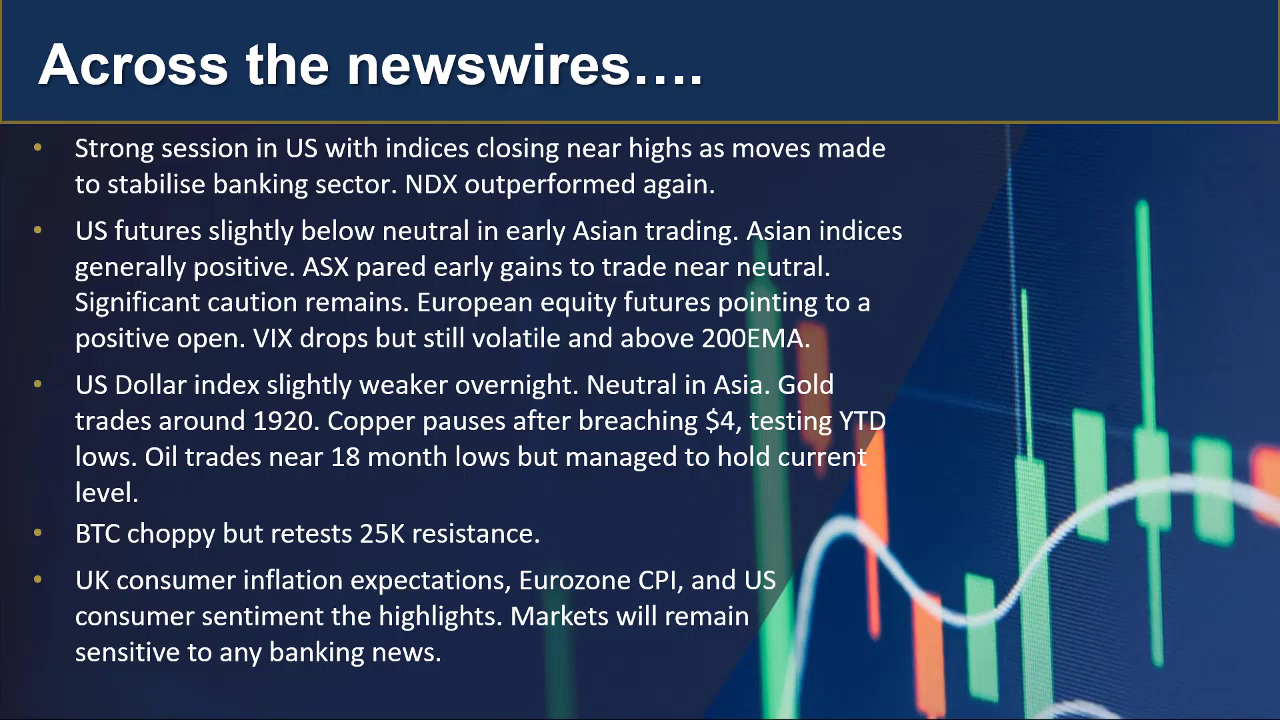 Across the newswires….
• Strong session in US with indices closing near highs as moves made
to stabilise banking sector. NDX outperformed again.
• US futures slightly below neutral in early Asian trading. Asian indices
generally positive. ASX pared early gains to trade near neutral.
Significant caution remains. European equity futures pointing to a
positive open. VIX drops but still volatile and above 200EMA.
• US Dollar index slightly weaker overnight. Neutral in Asia. Gold
trades around 1920. Copper pauses after breaching $4, testing YTD
lows. Oil trades near 18 month lows but managed to hold current
level.
• BTC choppy but retests 25K resistance.
• UK consumer inflation expectations, Eurozone CPI, and US
consumer sentiment the highlights. Markets will remain
sensitive to any banking news.